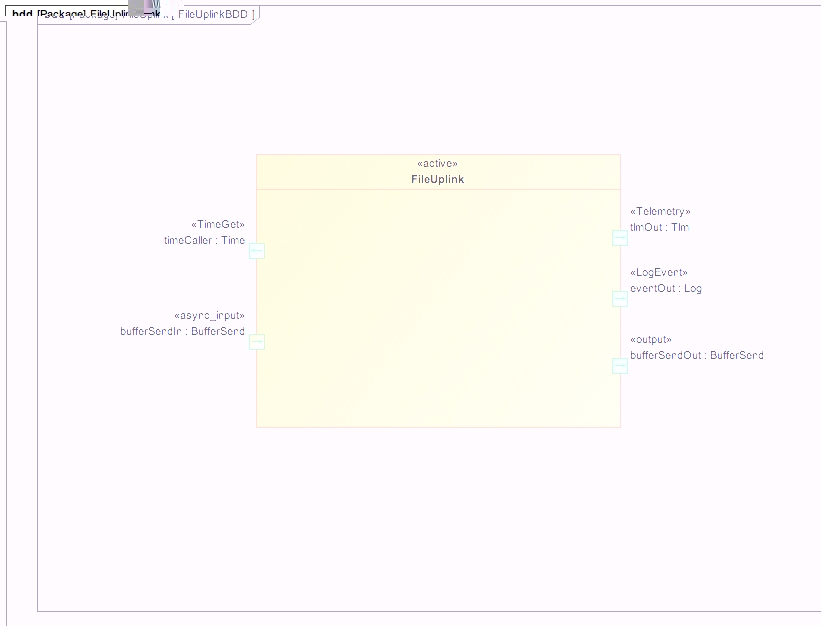 bdd [Package] FileUplink [ FileUplinkBDD ]
«active»
FileUplink
«TimeGet»
timeCaller : Time
«async_input»
bufferSendIn : BufferSend
«Telemetry»
tlmOut : Tlm
«LogEvent»
eventOut : Log
«output»
bufferSendOut : BufferSend